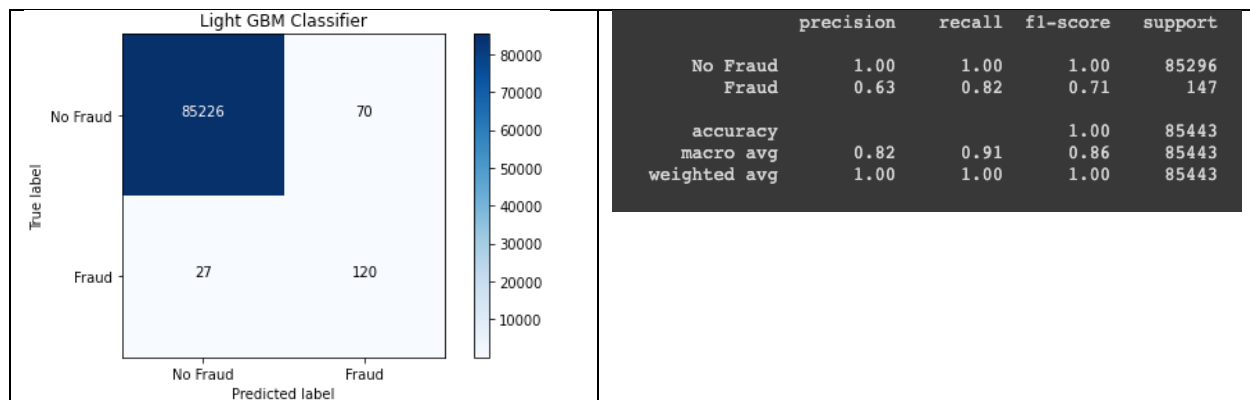 Light GBM Classifier
No Fraud
Fraud
True label
85226 70
27 120
No Fraud Fraud
Predicted label
80000
70000
60000
50000
40000
30000
20000
10000
precision recall f1-score support
No Fraud 1.00 1.00 1.00 85296
Fraud 0.63 0.82 0.71 147
accuracy 1.00 85443
macro avg 0.82 0.91 0.86 85443
weighted avg 1.00 1.00 1.00 85443